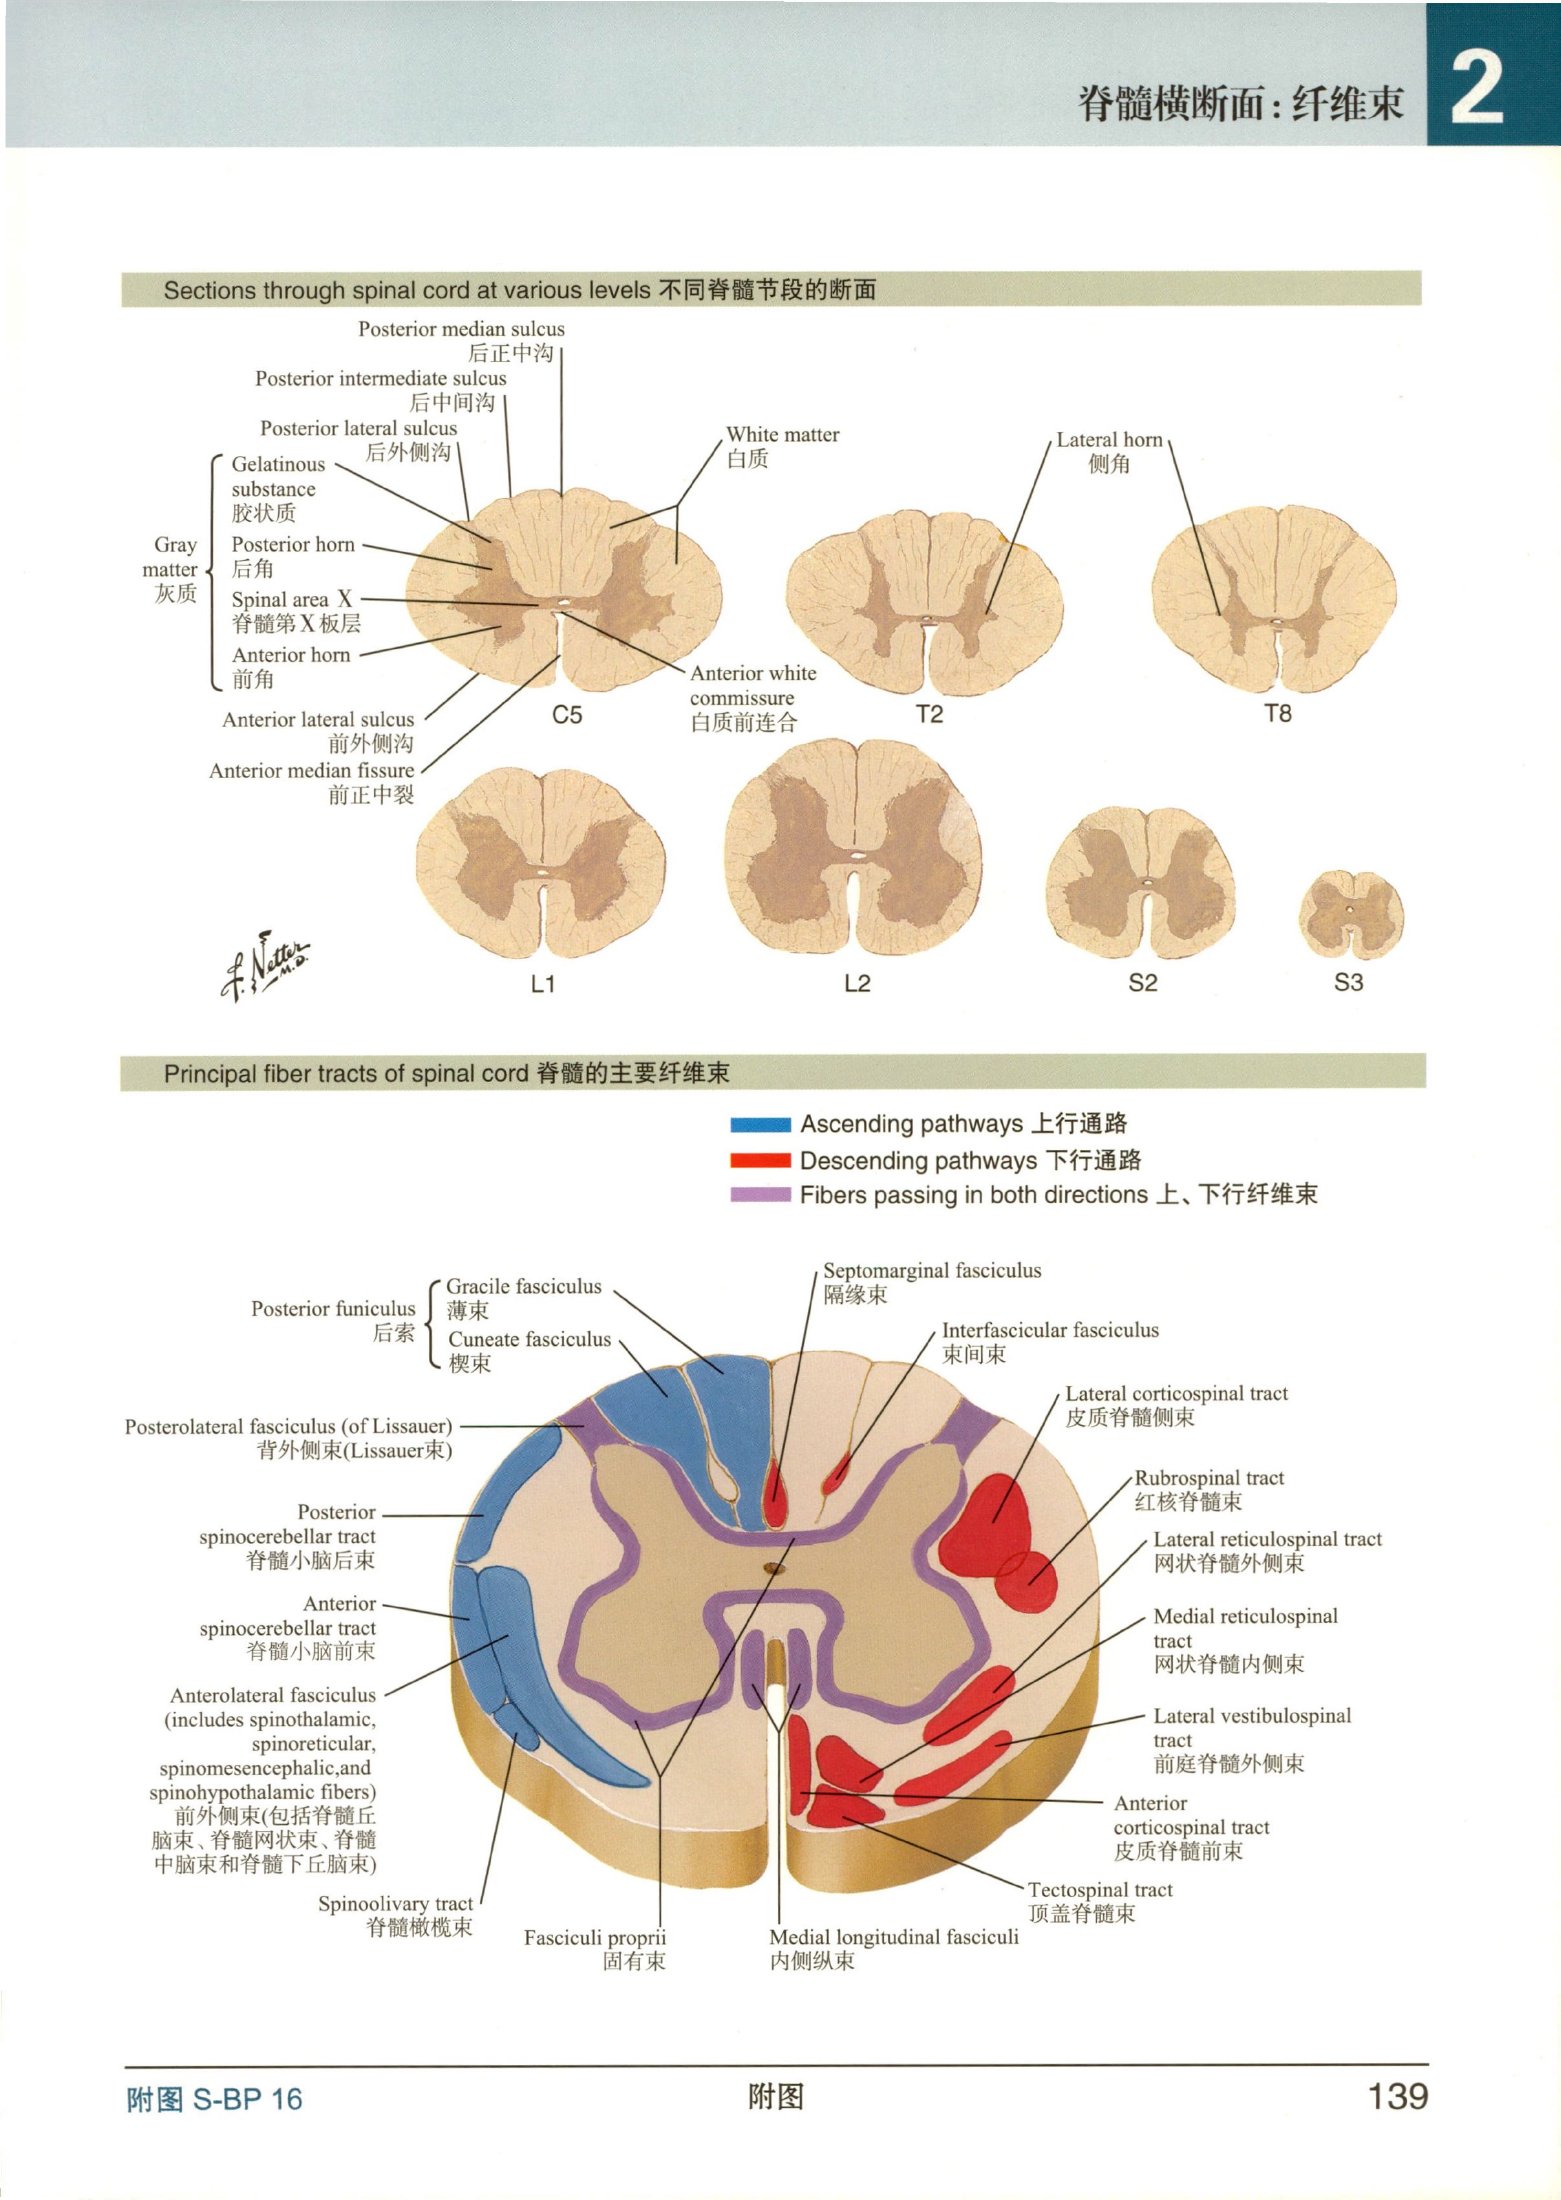 脊髓横断面：纤维束
2
Sections through spinal cord at various levels 不同脊髓节段的断面
Posterior median sulcus
后正中沟
Posterior intermediate sulcus
后中间沟
Posterior lateral sulcus
后外侧沟
Gelatinous
substance
胶状质
Gray
matter
灰质
Posterior horn
后角
Spinal area X
脊髓第X板层
Anterior horn
前角
Anterior lateral sulcus
前外侧沟
Anterior median fissure
前正中裂
White matter
白质
Anterior white
commissure
白质前连合
Lateral horn
侧角
C5
T2
T8
L1
L2
S2
S3
F. Netter
M.D.
Principal fiber tracts of spinal cord 脊髓的主要纤维束
Ascending pathways 上行通路
Descending pathways 下行通路
Fibers passing in both directions 上、下行纤维束
Posterior funiculus
后索
Gracile fasciculus
薄束
Cuneate fasciculus
楔束
Posterolateral fasciculus (of Lissauer)
背外侧束(Lissauer束)
Posterior
spinocerebellar tract
脊髓小脑后束
Anterior
spinocerebellar tract
脊髓小脑前束
Anterolateral fasciculus
(includes spinothalamic,
spinoreticular,
spinomesencephalic,and
spinohypothalamic fibers)
前外侧束(包括脊髓丘
脑束、脊髓网状束、脊髓
中脑束和脊髓下丘脑束)
Spinoolivary tract
脊髓橄榄束
Fasciculi proprii
固有束
Medial longitudinal fasciculi
内侧纵束
Septomarginal fasciculus
隔缘束
Interfascicular fasciculus
束间束
Lateral corticospinal tract
皮质脊髓侧束
Rubrospinal tract
红核脊髓束
Lateral reticulospinal tract
网状脊髓外侧束
Medial reticulospinal
tract
网状脊髓内侧束
Lateral vestibulospinal
tract
前庭脊髓外侧束
Anterior
corticospinal tract
皮质脊髓前束
Tectospinal tract
顶盖脊髓束
附图 S-BP 16
附图
139